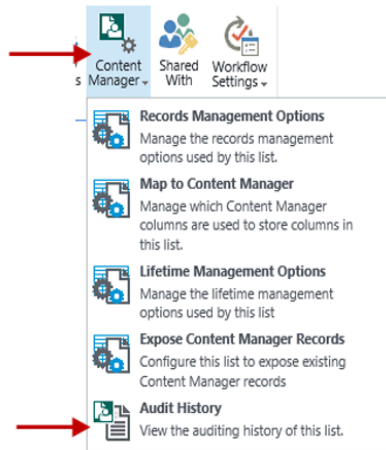 Content Manager
Shared With
Workflow Settings
s
Records Management Options
Manage the records management
options used by this list.
Map to Content Manager
Manage which Content Manager
columns are used to store columns in
this list.
Lifetime Management Options
Manage the lifetime management
options used by this list
Expose Content Manager Records
Configure this list to expose existing
Content Manager records
Audit History
View the auditing history of this list.